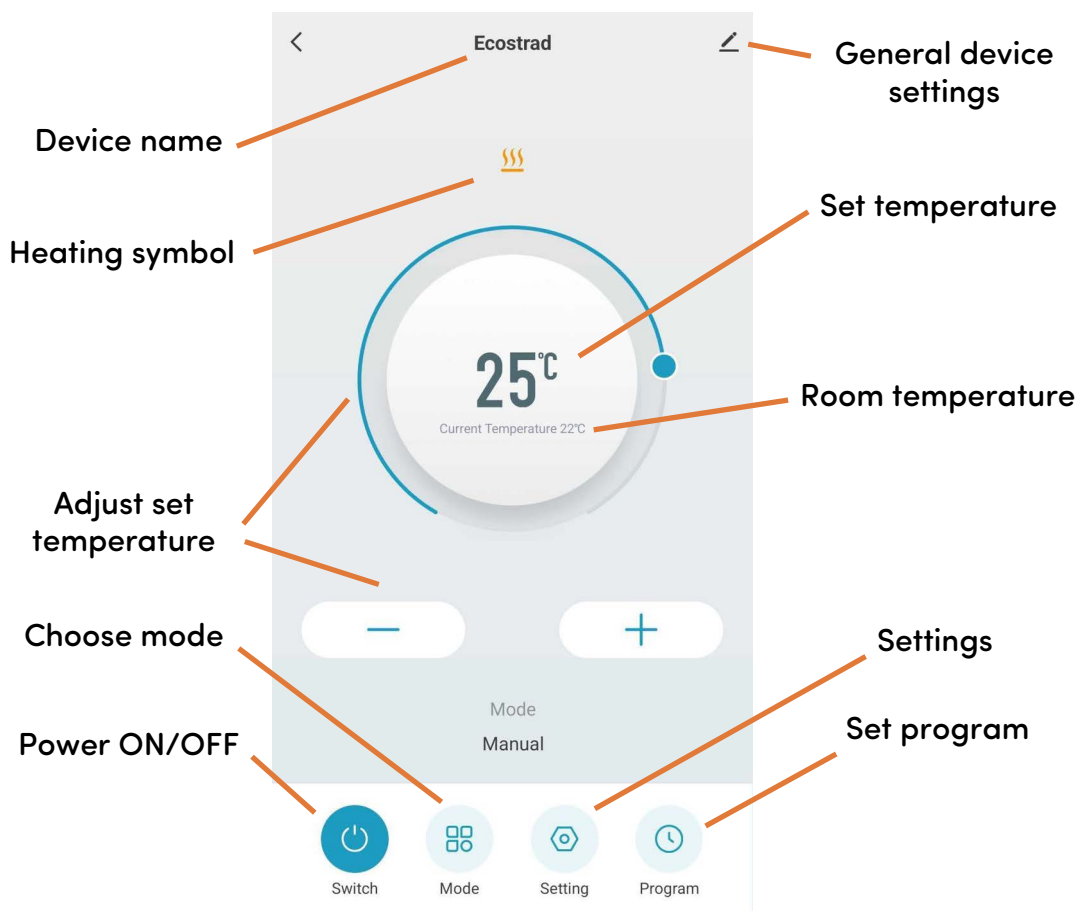 Ecostrad
General device
settings
Device name
Set temperature
Heating symbol
25°C
Room temperature
Current Temperature 22℃
Adjust set
temperature
Choose mode
Settings
Mode
Manual
Power ON/OFF
Set program
Switch
Mode
Setting
Program